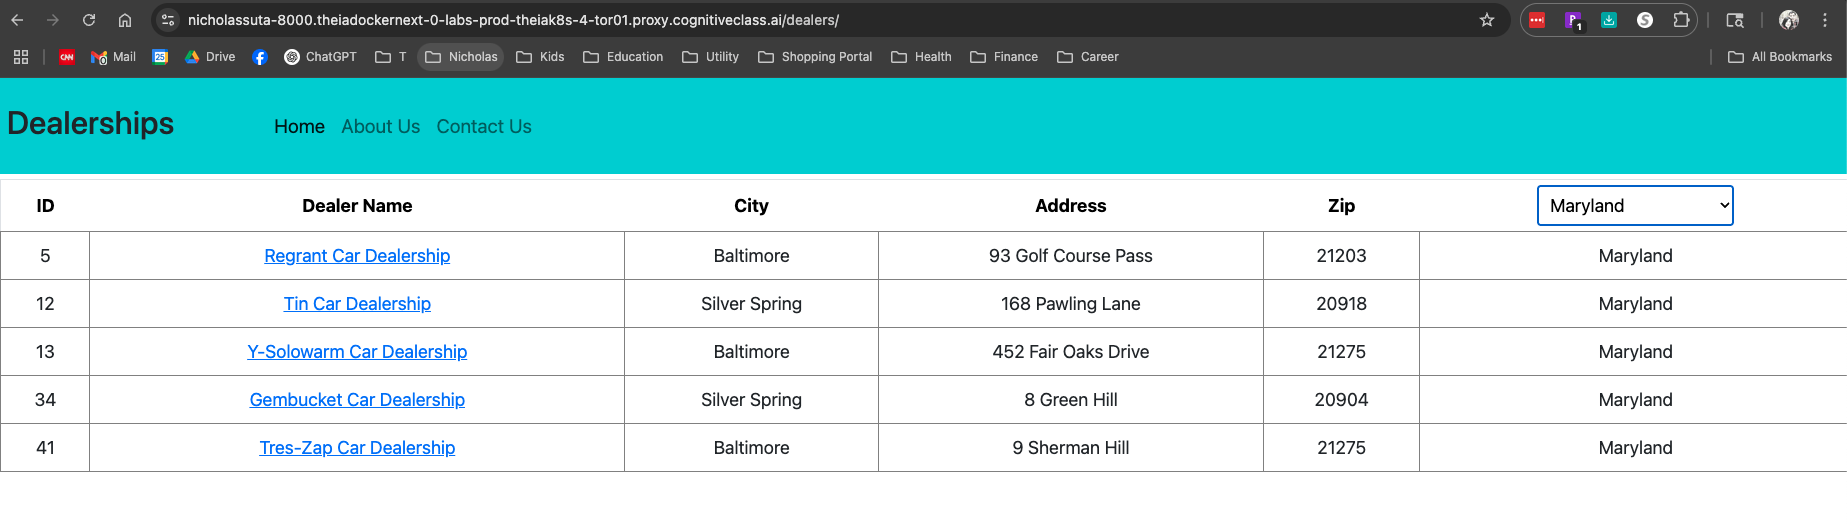 nicholassuta-8000.theiadockernext-0-labs-prod-theiak8s-4-tor01.proxy.cognitiveclass.ai/dealers/
1
CNN Mail 25 Drive ChatGPT T Nicholas Kids Education Utility Shopping Portal Health Finance Career All Bookmarks
Dealerships Home About Us Contact Us
ID Dealer Name City Address Zip Maryland
5 Regrant Car Dealership Baltimore 93 Golf Course Pass 21203 Maryland
12 Tin Car Dealership Silver Spring 168 Pawling Lane 20918 Maryland
13 Y-Solowarm Car Dealership Baltimore 452 Fair Oaks Drive 21275 Maryland
34 Gembucket Car Dealership Silver Spring 8 Green Hill 20904 Maryland
41 Tres-Zap Car Dealership Baltimore 9 Sherman Hill 21275 Maryland